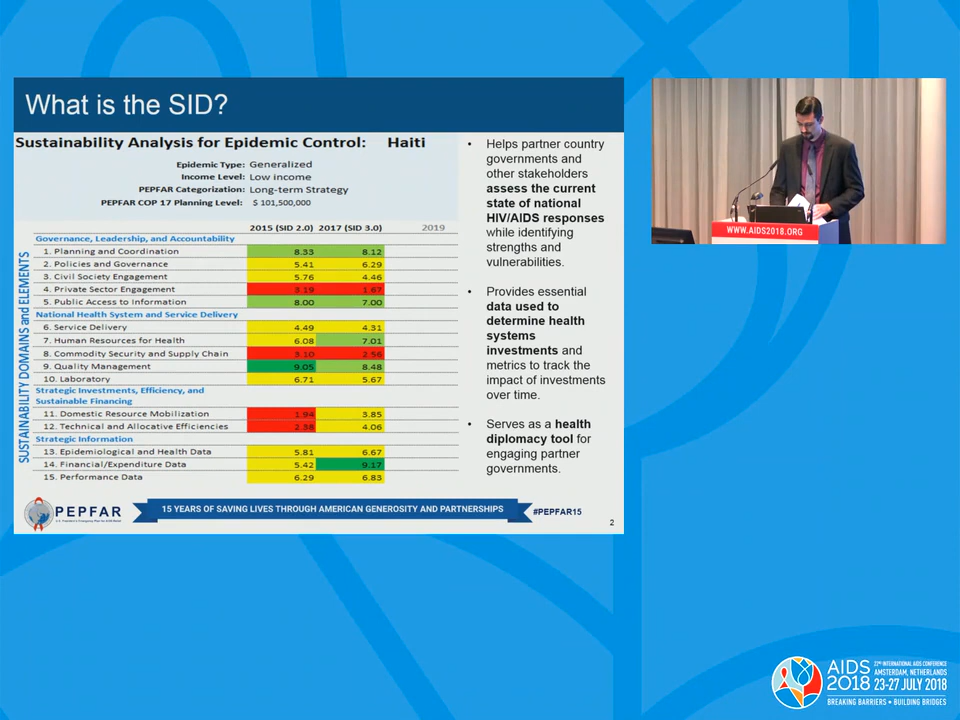 What is the SID?
Sustainability Analysis for Epidemic Control: Haiti
Epidemic Type: Generalized
Income Level: Low income
PEPFAR Categorization: Long-term Strategy
PEPFAR COP 17 Planning Level: $ 101,500,000
2015 (SID 2.0) 2017 (SID 3.0) 2019
SUSTAINABILITY DOMAINS and ELEMENTS
Governance, Leadership, and Accountability
1. Planning and Coordination 8.33 8.12
2. Policies and Governance 5.41 6.29
3. Civil Society Engagement 5.76 4.46
4. Private Sector Engagement 3.19 1.67
5. Public Access to Information 8.00 7.00
National Health System and Service Delivery
6. Service Delivery 4.49 4.31
7. Human Resources for Health 6.08 7.01
8. Commodity Security and Supply Chain 3.10 2.56
9. Quality Management 9.05 8.48
10. Laboratory 6.71 5.67
Strategic Investments, Efficiency, and
Sustainable Financing
11. Domestic Resource Mobilization 1.94 3.85
12. Technical and Allocative Efficiencies 2.38 4.06
Strategic Information
13. Epidemiological and Health Data 5.81 6.67
14. Financial/Expenditure Data 5.42 9.17
15. Performance Data 6.29 6.83
• Helps partner country
governments and
other stakeholders
assess the current
state of national
HIV/AIDS responses
while identifying
strengths and
vulnerabilities.
• Provides essential
data used to
determine health
systems
investments and
metrics to track the
impact of investments
over time.
• Serves as a health
diplomacy tool for
engaging partner
governments.
PEPFAR
U.S. President's Emergency Plan for AIDS Relief
15 YEARS OF SAVING LIVES THROUGH AMERICAN GENEROSITY AND PARTNERSHIPS
#PEPFAR15
2
WWW.AIDS2018.ORG
AIDS
2018
22ND INTERNATIONAL AIDS CONFERENCE
AMSTERDAM, NETHERLANDS
23-27 JULY 2018
BREAKING BARRIERS • BUILDING BRIDGES